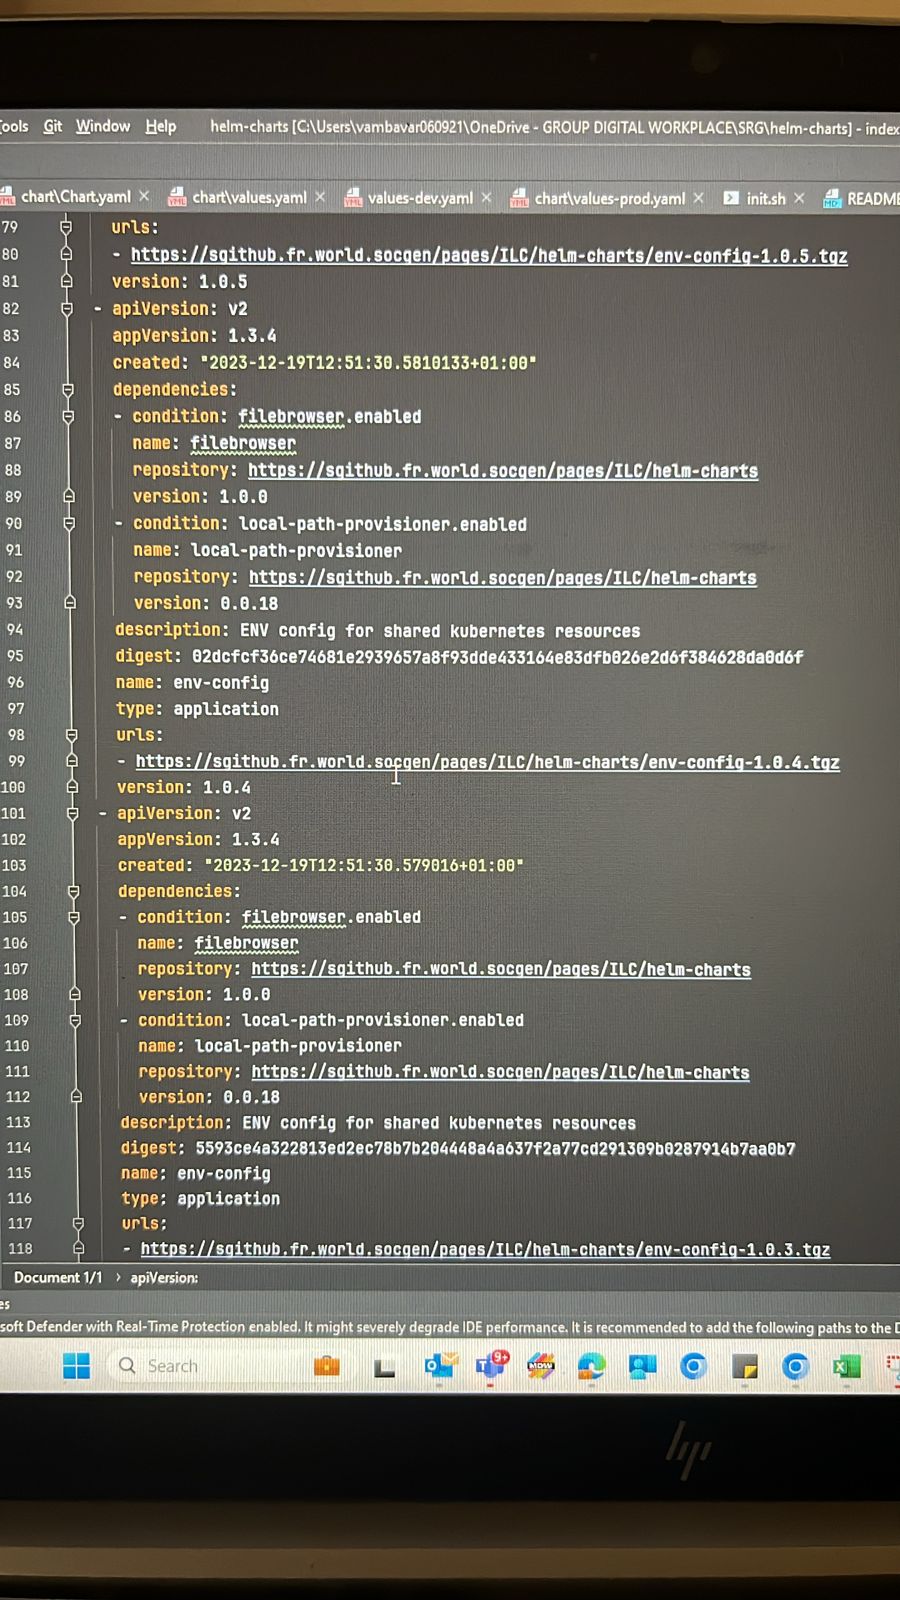 Tools Git Window Help helm-charts [C:\Users\vambavar060921\OneDrive - GROUP DIGITAL WORKPLACE\SRG\helm-charts] - index
chart\Chart.yaml × chart\values.yaml × values-dev.yaml × chart\values-prod.yaml × init.sh × README
79 urls:
80 - https://sgithub.fr.world.socgen/pages/ILC/helm-charts/env-config-1.0.5.tgz
81 version: 1.0.5
82 - apiVersion: v2
83 appVersion: 1.3.4
84 created: "2023-12-19T12:51:30.5810133+01:00"
85 dependencies:
86 - condition: filebrowser.enabled
87 name: filebrowser
88 repository: https://sgithub.fr.world.socgen/pages/ILC/helm-charts
89 version: 1.0.0
90 - condition: local-path-provisioner.enabled
91 name: local-path-provisioner
92 repository: https://sgithub.fr.world.socgen/pages/ILC/helm-charts
93 version: 0.0.18
94 description: ENV config for shared kubernetes resources
95 digest: 02dcfcf36ce74681e2939657a8f93dde433164e83dfb026e2d6f384628da0d6f
96 name: env-config
97 type: application
98 urls:
99 - https://sgithub.fr.world.socgen/pages/ILC/helm-charts/env-config-1.0.4.tgz
100 version: 1.0.4
101 - apiVersion: v2
102 appVersion: 1.3.4
103 created: "2023-12-19T12:51:30.579016+01:00"
104 dependencies:
105 - condition: filebrowser.enabled
106 name: filebrowser
107 repository: https://sgithub.fr.world.socgen/pages/ILC/helm-charts
108 version: 1.0.0
109 - condition: local-path-provisioner.enabled
110 name: local-path-provisioner
111 repository: https://sgithub.fr.world.socgen/pages/ILC/helm-charts
112 version: 0.0.18
113 description: ENV config for shared kubernetes resources
114 digest: 5593ce4a322813ed2ec78b7b204448a4a637f2a77cd291309b0287914b7aa0b7
115 name: env-config
116 type: application
117 urls:
118 - https://sgithub.fr.world.socgen/pages/ILC/helm-charts/env-config-1.0.3.tgz
Document 1/1 › apiVersion:
es
soft Defender with Real-Time Protection enabled. It might severely degrade IDE performance. It is recommended to add the following paths to the D
Search 9+ MDW
hp